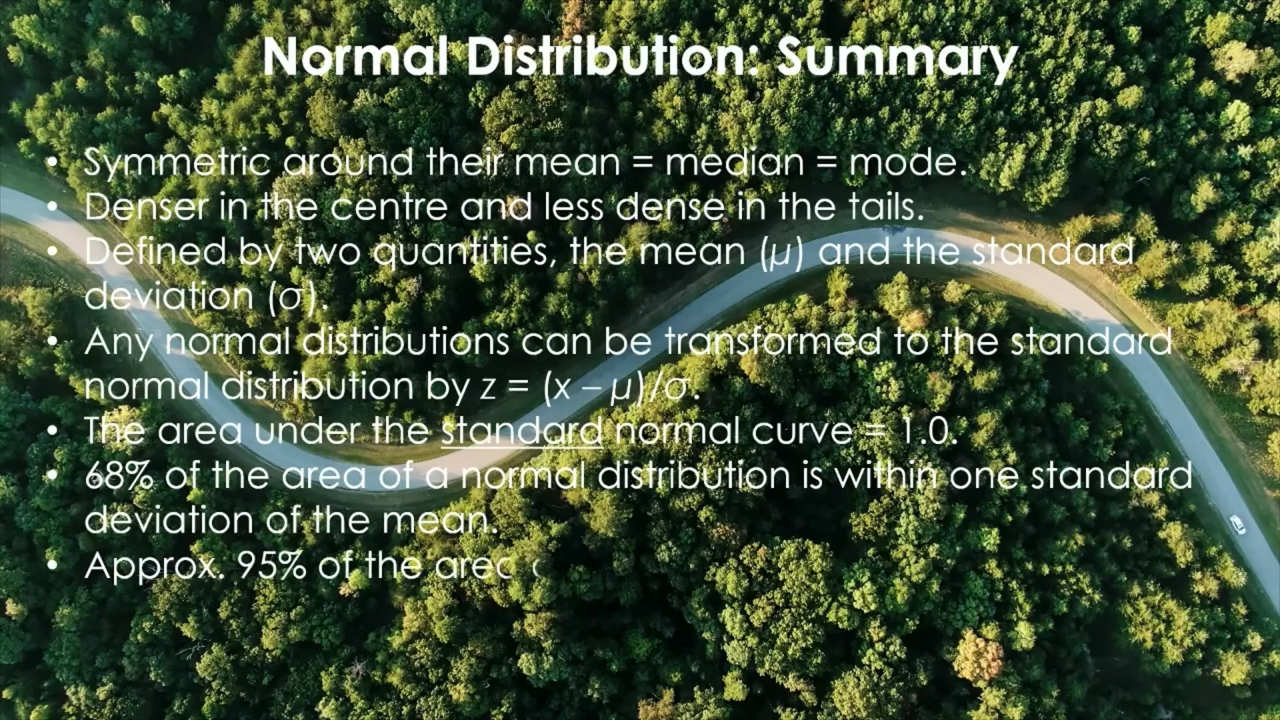 Normal Distribution: Summary
• Symmetric around their mean = median = mode.
• Denser in the centre and less dense in the tails.
• Defined by two quantities, the mean (μ) and the standard
deviation (σ).
• Any normal distributions can be transformed to the standard
normal distribution by z = (x – μ)/σ.
• The area under the standard normal curve = 1.0.
• 68% of the area of a normal distribution is within one standard
deviation of the mean.
• Approx. 95% of the area